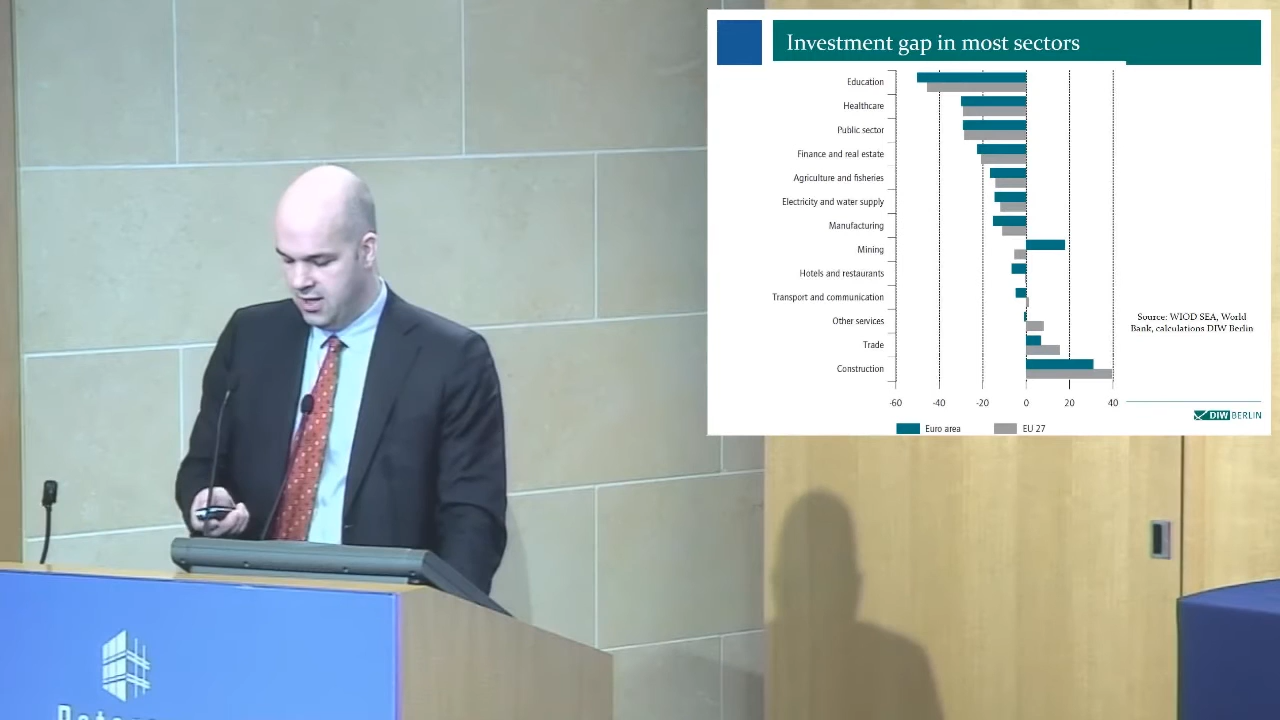 Investment gap in most sectors
Education
Healthcare
Public sector
Finance and real estate
Agriculture and fisheries
Electricity and water supply
Manufacturing
Mining
Hotels and restaurants
Transport and communication
Other services
Trade
Construction
-60 -40 -20 0 20 40
Euro area EU 27
Source: WIOD SEA, World
Bank, calculations DIW Berlin
DIW BERLIN